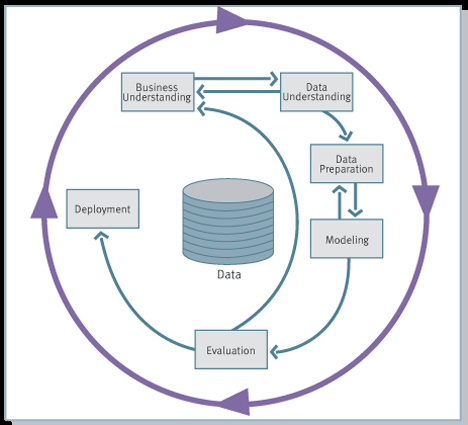 Business
Understanding
Data
Understanding
Data
Preparation
Deployment
Modeling
Data
Evaluation